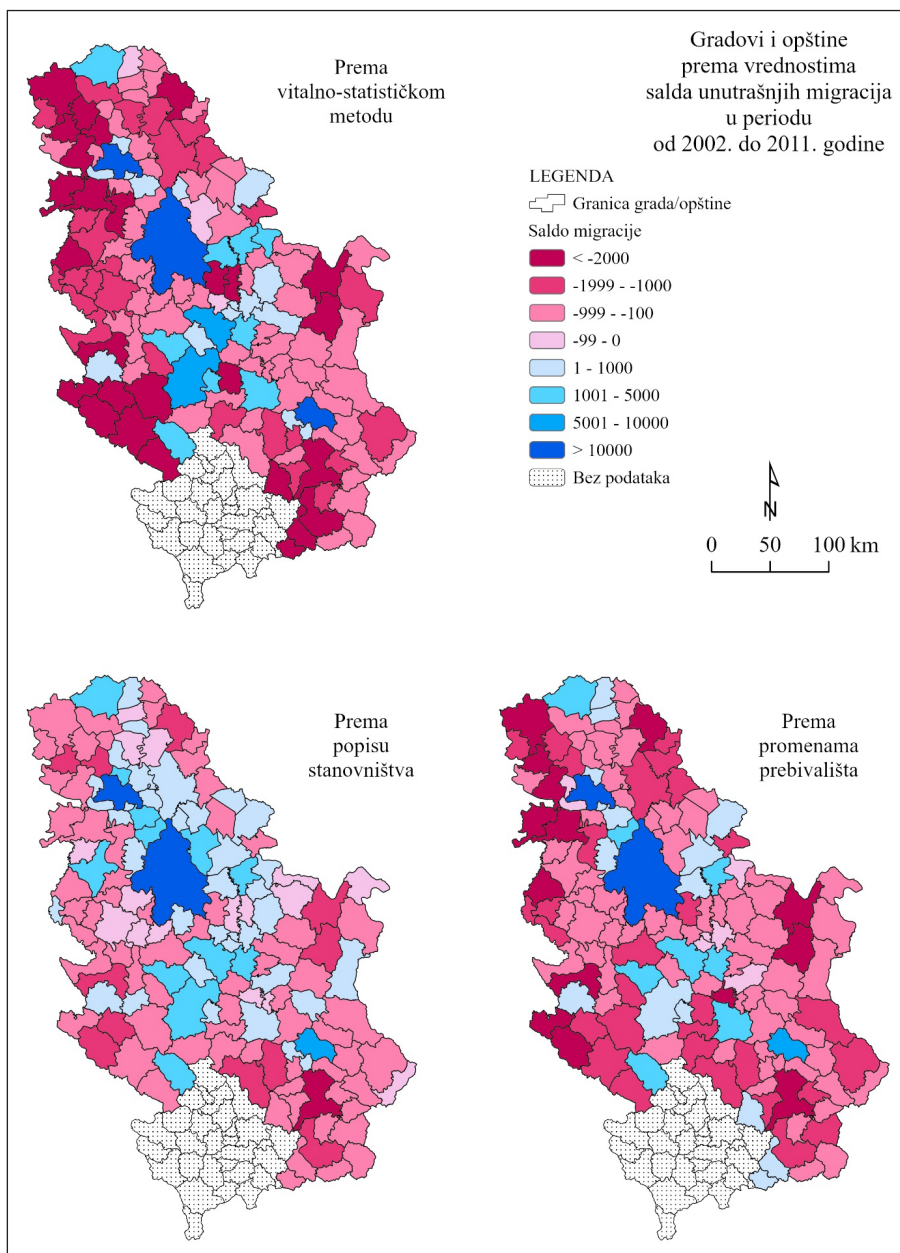 Gradovi i opštine
prema vrednostima
salda unutrašnjih migracija
u periodu
od 2002. do 2011. godine
Prema
vitalno-statističkom
metodu
LEGENDA
Granica grada/opštine
Saldo migracije
< -2000
-1999 - -1000
-999 - -100
-99 - 0
1 - 1000
1001 - 5000
5001 - 10000
> 10000
Bez podataka
N
0 50 100 km
Prema
popisu
stanovništva
Prema
promenama
prebivališta